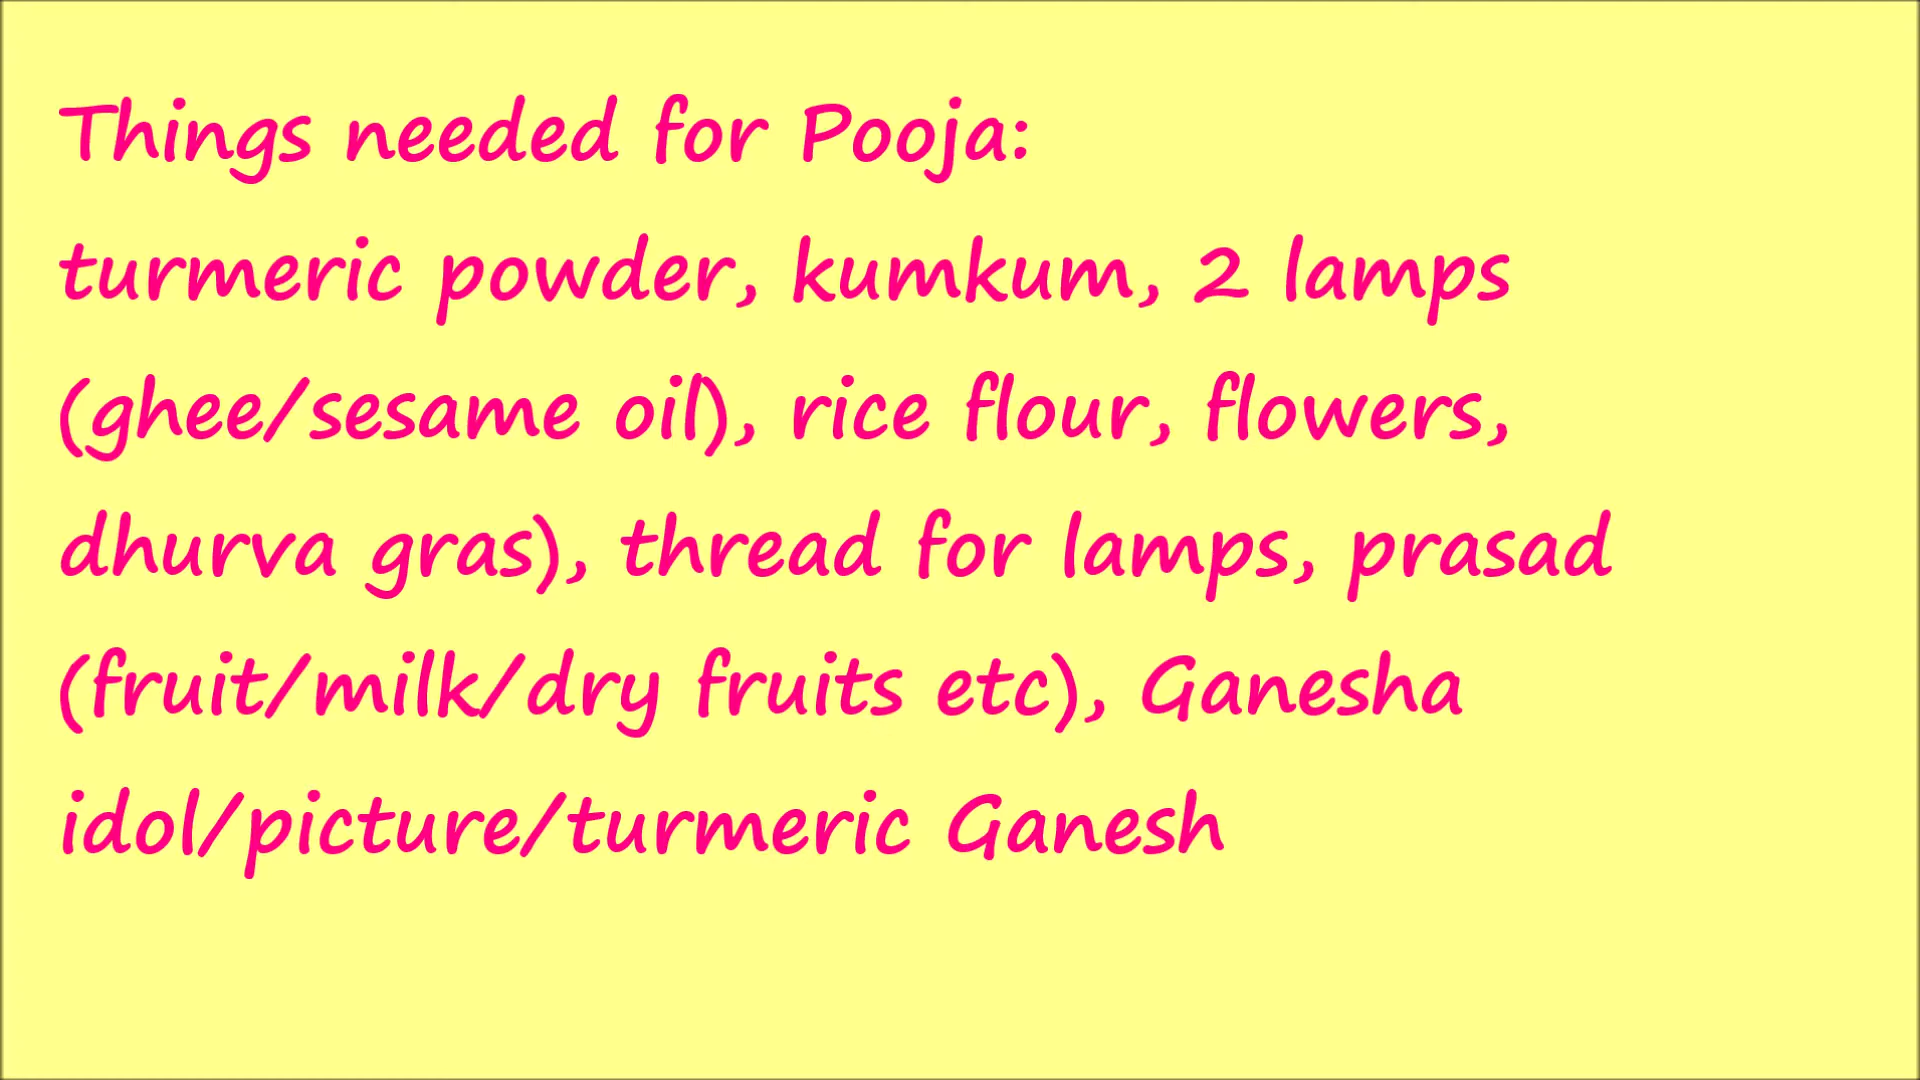 Things needed for Pooja:
turmeric powder, kumkum, 2 lamps
(ghee/sesame oil), rice flour, flowers,
dhurva gras), thread for lamps, prasad
(fruit/milk/dry fruits etc), Ganesha
idol/picture/turmeric Ganesh